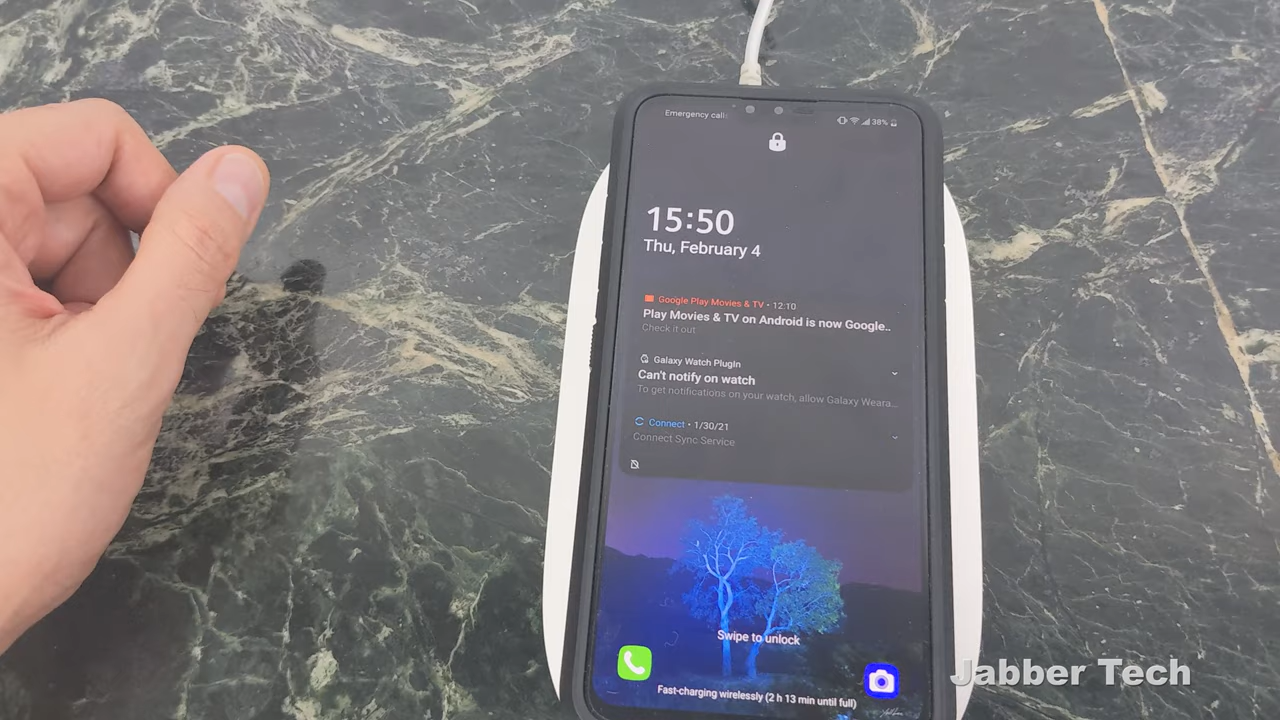 Emergency calls
38%
15:50
Thu, February 4
Google Play Movies & TV • 12:10
Play Movies & TV on Android is now Google..
Check it out
Galaxy Watch PlugIn
Can't notify on watch
To get notifications on your watch, allow Galaxy Weara...
Connect • 1/30/21
Connect Sync Service
Swipe to unlock
Fast-charging wirelessly (2 h 13 min until full)
Jabber Tech